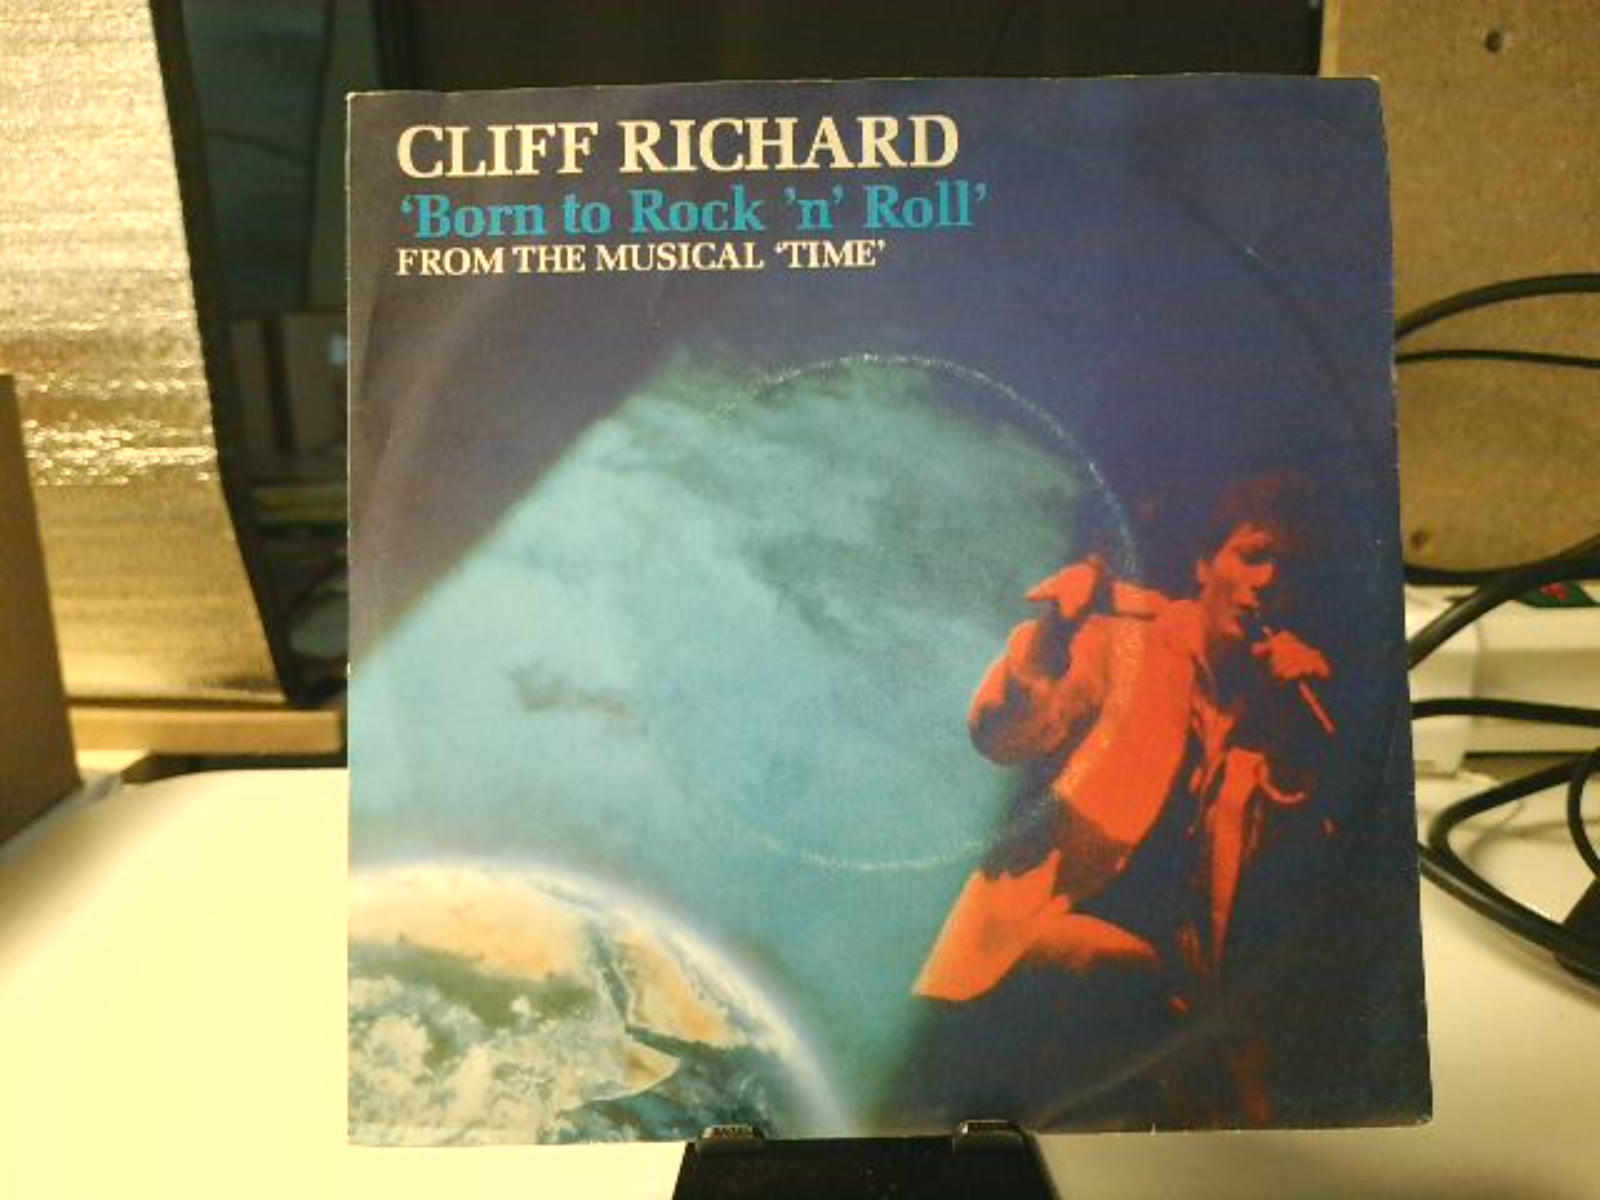 CLIFF RICHARD
‘Born to Rock ’n’ Roll’
FROM THE MUSICAL ‘TIME’